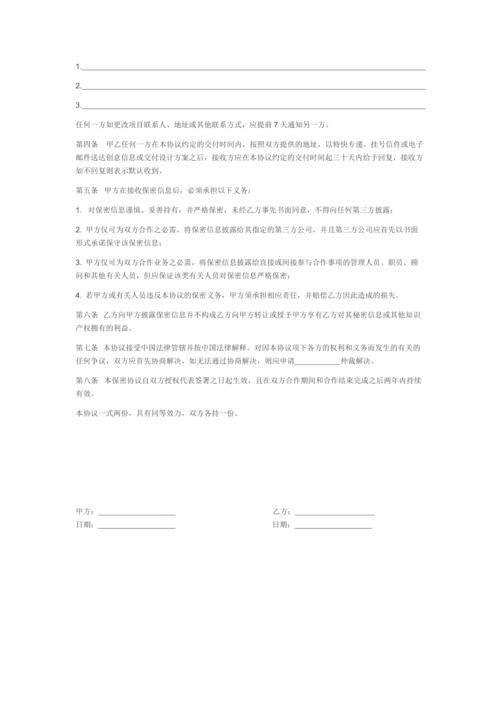 1.
2.
3.
任何一方如更改项目联系人、地址或其他联系方式，应提前 7 天通知另一方。
第四条 甲乙任何一方在本协议约定的交付时间内，按照双方提供的地址，以特快专递、挂号信件或电子
邮件送达创意信息或交付设计方案之后，接收方应在本协议约定的交付时间起三十天内给予回复，接收方
如不回复则表示默认收到。
第五条 甲方在接收保密信息后，必须承担以下义务：
1. 对保密信息谨慎、妥善持有，并严格保密，未经乙方事先书面同意，不得向任何第三方披露；
2. 甲方仅可为双方合作之必需，将保密信息披露给其指定的第三方公司，并且第三方公司应首先以书面
形式承诺保守该保密信息；
3. 甲方仅可为双方合作业务之必需，将保密信息披露给直接或间接参与合作事项的管理人员、职员、顾
问和其他有关人员，但应保证该类有关人员对保密信息严格保密；
4. 若甲方或有关人员违反本协议的保密义务，甲方须承担相应责任，并赔偿乙方因此造成的损失。
第六条 乙方向甲方披露保密信息并不构成乙方向甲方转让或授予甲方享有乙方对其秘密信息或其他知识
产权拥有的利益。
第七条 本协议接受中国法律管辖并按中国法律解释。对因本协议项下各方的权利和义务而发生的有关的
任何争议，双方应首先协商解决，如无法通过协商解决，则应申请____________仲裁解决。
第八条 本保密协议自双方授权代表签署之日起生效，且在双方合作期间和合作结束完成之后两年内持续
有效。
本协议一式两份，具有同等效力，双方各持一份。
甲方：____________________ 乙方：____________________
日期：____________________ 日期：____________________